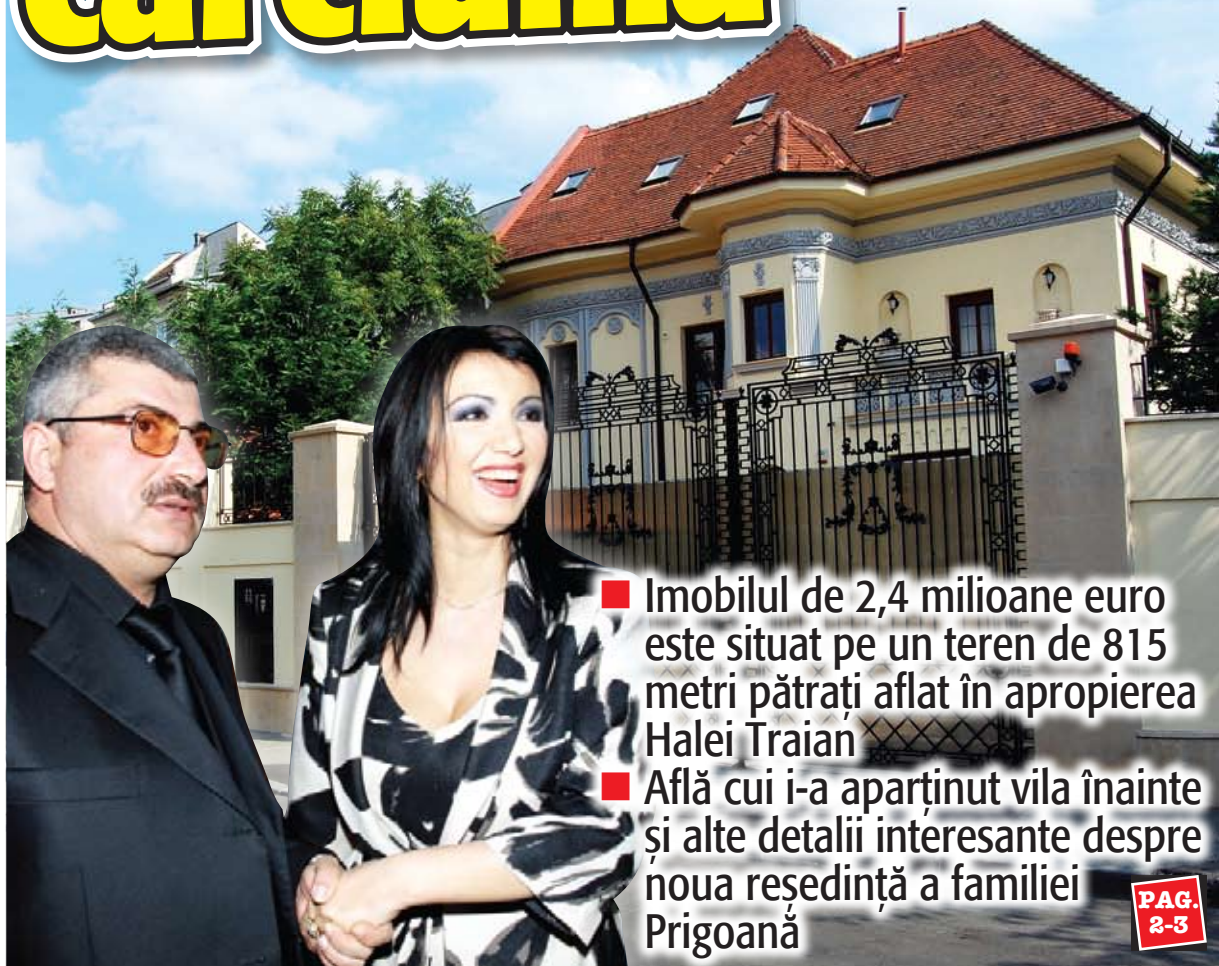 ■ Imobilul de 2,4 milioane euro
este situat pe un teren de 815
metri pătrați aflat în apropierea
Halei Traian
■ Află cui i-a aparținut vila înainte
și alte detalii interesante despre
noua reședință a familiei
Prigoană
PAG.
2-3